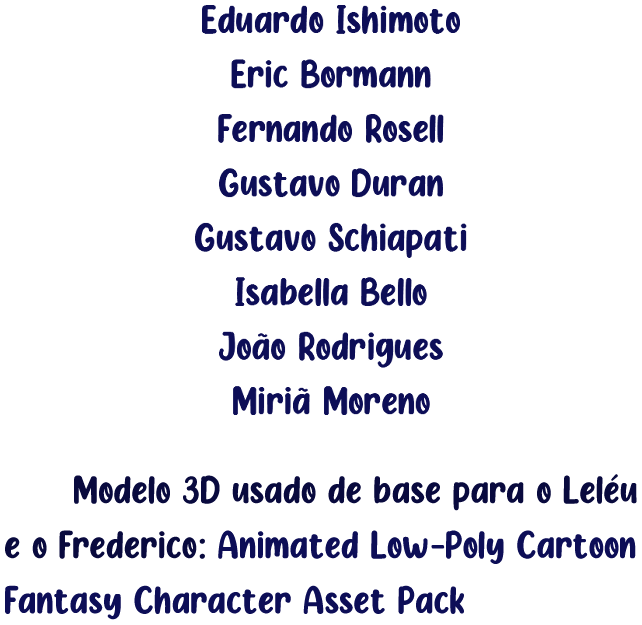 Eduardo Ishimoto
Eric Bormann
Fernando Rosell
Gustavo Duran
Gustavo Schiapati
Isabella Bello
João Rodrigues
Miriã Moreno
Modelo 3D usado de base para o Leléu
e o Frederico: Animated Low-Poly Cartoon
Fantasy Character Asset Pack